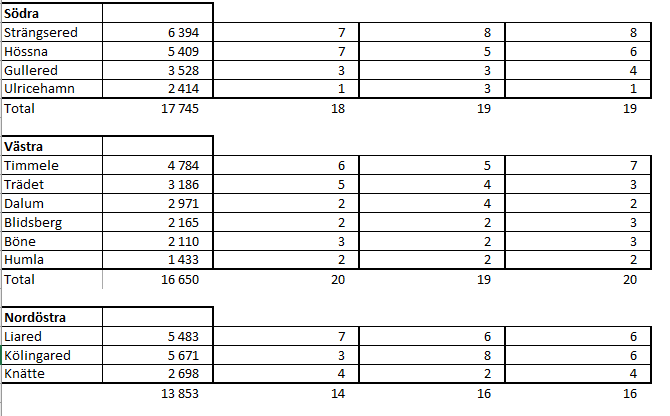 Södra
Strängsered 6 394 7 8 8
Hössna 5 409 7 5 6
Gullered 3 528 3 3 4
Ulricehamn 2 414 1 3 1
Total 17 745 18 19 19
Västra
Timmele 4 784 6 5 7
Trädet 3 186 5 4 3
Dalum 2 971 2 4 2
Blidsberg 2 165 2 2 3
Böne 2 110 3 2 3
Humla 1 433 2 2 2
Total 16 650 20 19 20
Nordöstra
Liared 5 483 7 6 6
Kölingared 5 671 3 8 6
Knätte 2 698 4 2 4
13 853 14 16 16